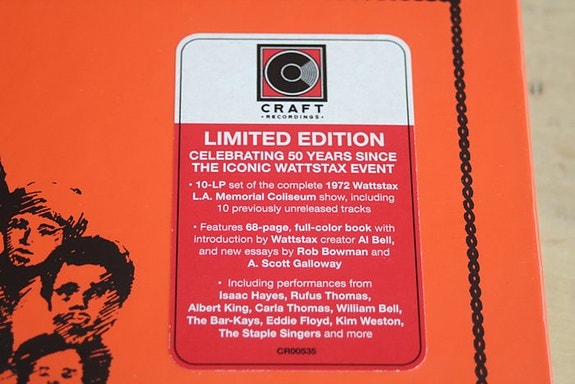 CRAFT
• RECORDINGS •
LIMITED EDITION
CELEBRATING 50 YEARS SINCE
THE ICONIC WATTSTAX EVENT
• 10-LP set of the complete 1972 Wattstax
L.A. Memorial Coliseum show, including
10 previously unreleased tracks
• Features 68-page, full-color book with
introduction by Wattstax creator Al Bell,
and new essays by Rob Bowman and
A. Scott Galloway
• Including performances from
Isaac Hayes, Rufus Thomas,
Albert King, Carla Thomas, William Bell,
The Bar-Kays, Eddie Floyd, Kim Weston,
The Staple Singers and more
CR00535